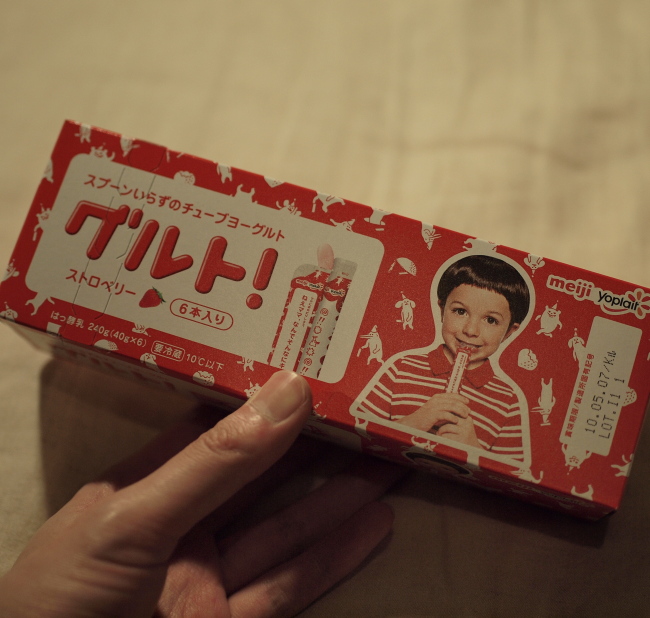 スプーンいらずのチューブヨーグルト
グルト!
ストロベリー
6本入り
はっ酵乳 240g(40g×6) 要冷蔵 10℃以下
meiji yoplait
10.05.07/Kル
LOT.11 1